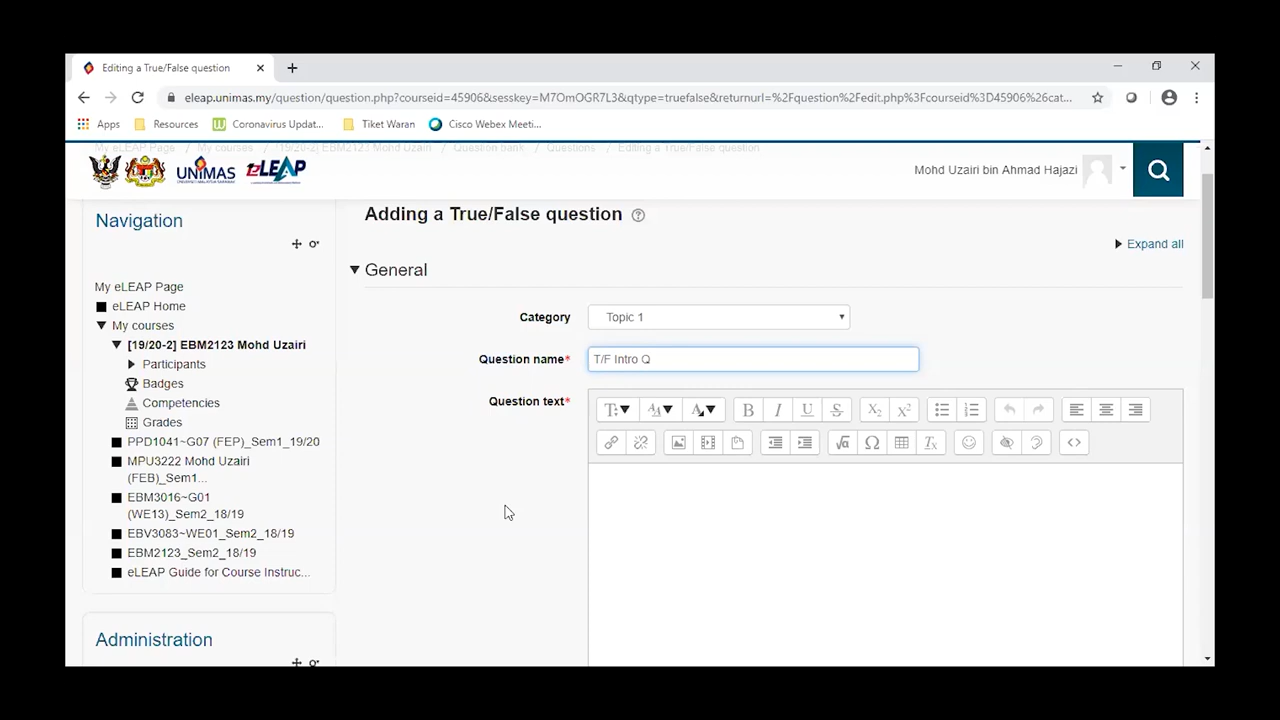 Editing a True/False question
eleap.unimas.my/question/question.php?courseid=45906&sesskey=M7OmOGR7L3&qtype=truefalse&returnurl=%2Fquestion%2Fedit.php%3Fcourseid%3D45906%26cat...
Apps Resources Coronavirus Updat... Tiket Waran Cisco Webex Meeti...
My eLEAP Page / My courses / [19/20-2] EBM2123 Mohd Uzairi / Question bank / Questions / Editing a True/False question
UNIMAS eLEAP
Mohd Uzairi bin Ahmad Hajazi
Navigation
My eLEAP Page
eLEAP Home
My courses
[19/20-2] EBM2123 Mohd Uzairi
Participants
Badges
Competencies
Grades
PPD1041~G07 (FEP)_Sem1_19/20
MPU3222 Mohd Uzairi
(FEB)_Sem1...
EBM3016~G01
(WE13)_Sem2_18/19
EBV3083~WE01_Sem2_18/19
EBM2123_Sem2_18/19
eLEAP Guide for Course Instruc...
Administration
Adding a True/False question
Expand all
General
Category Topic 1
Question name* T/F Intro Q
Question text*